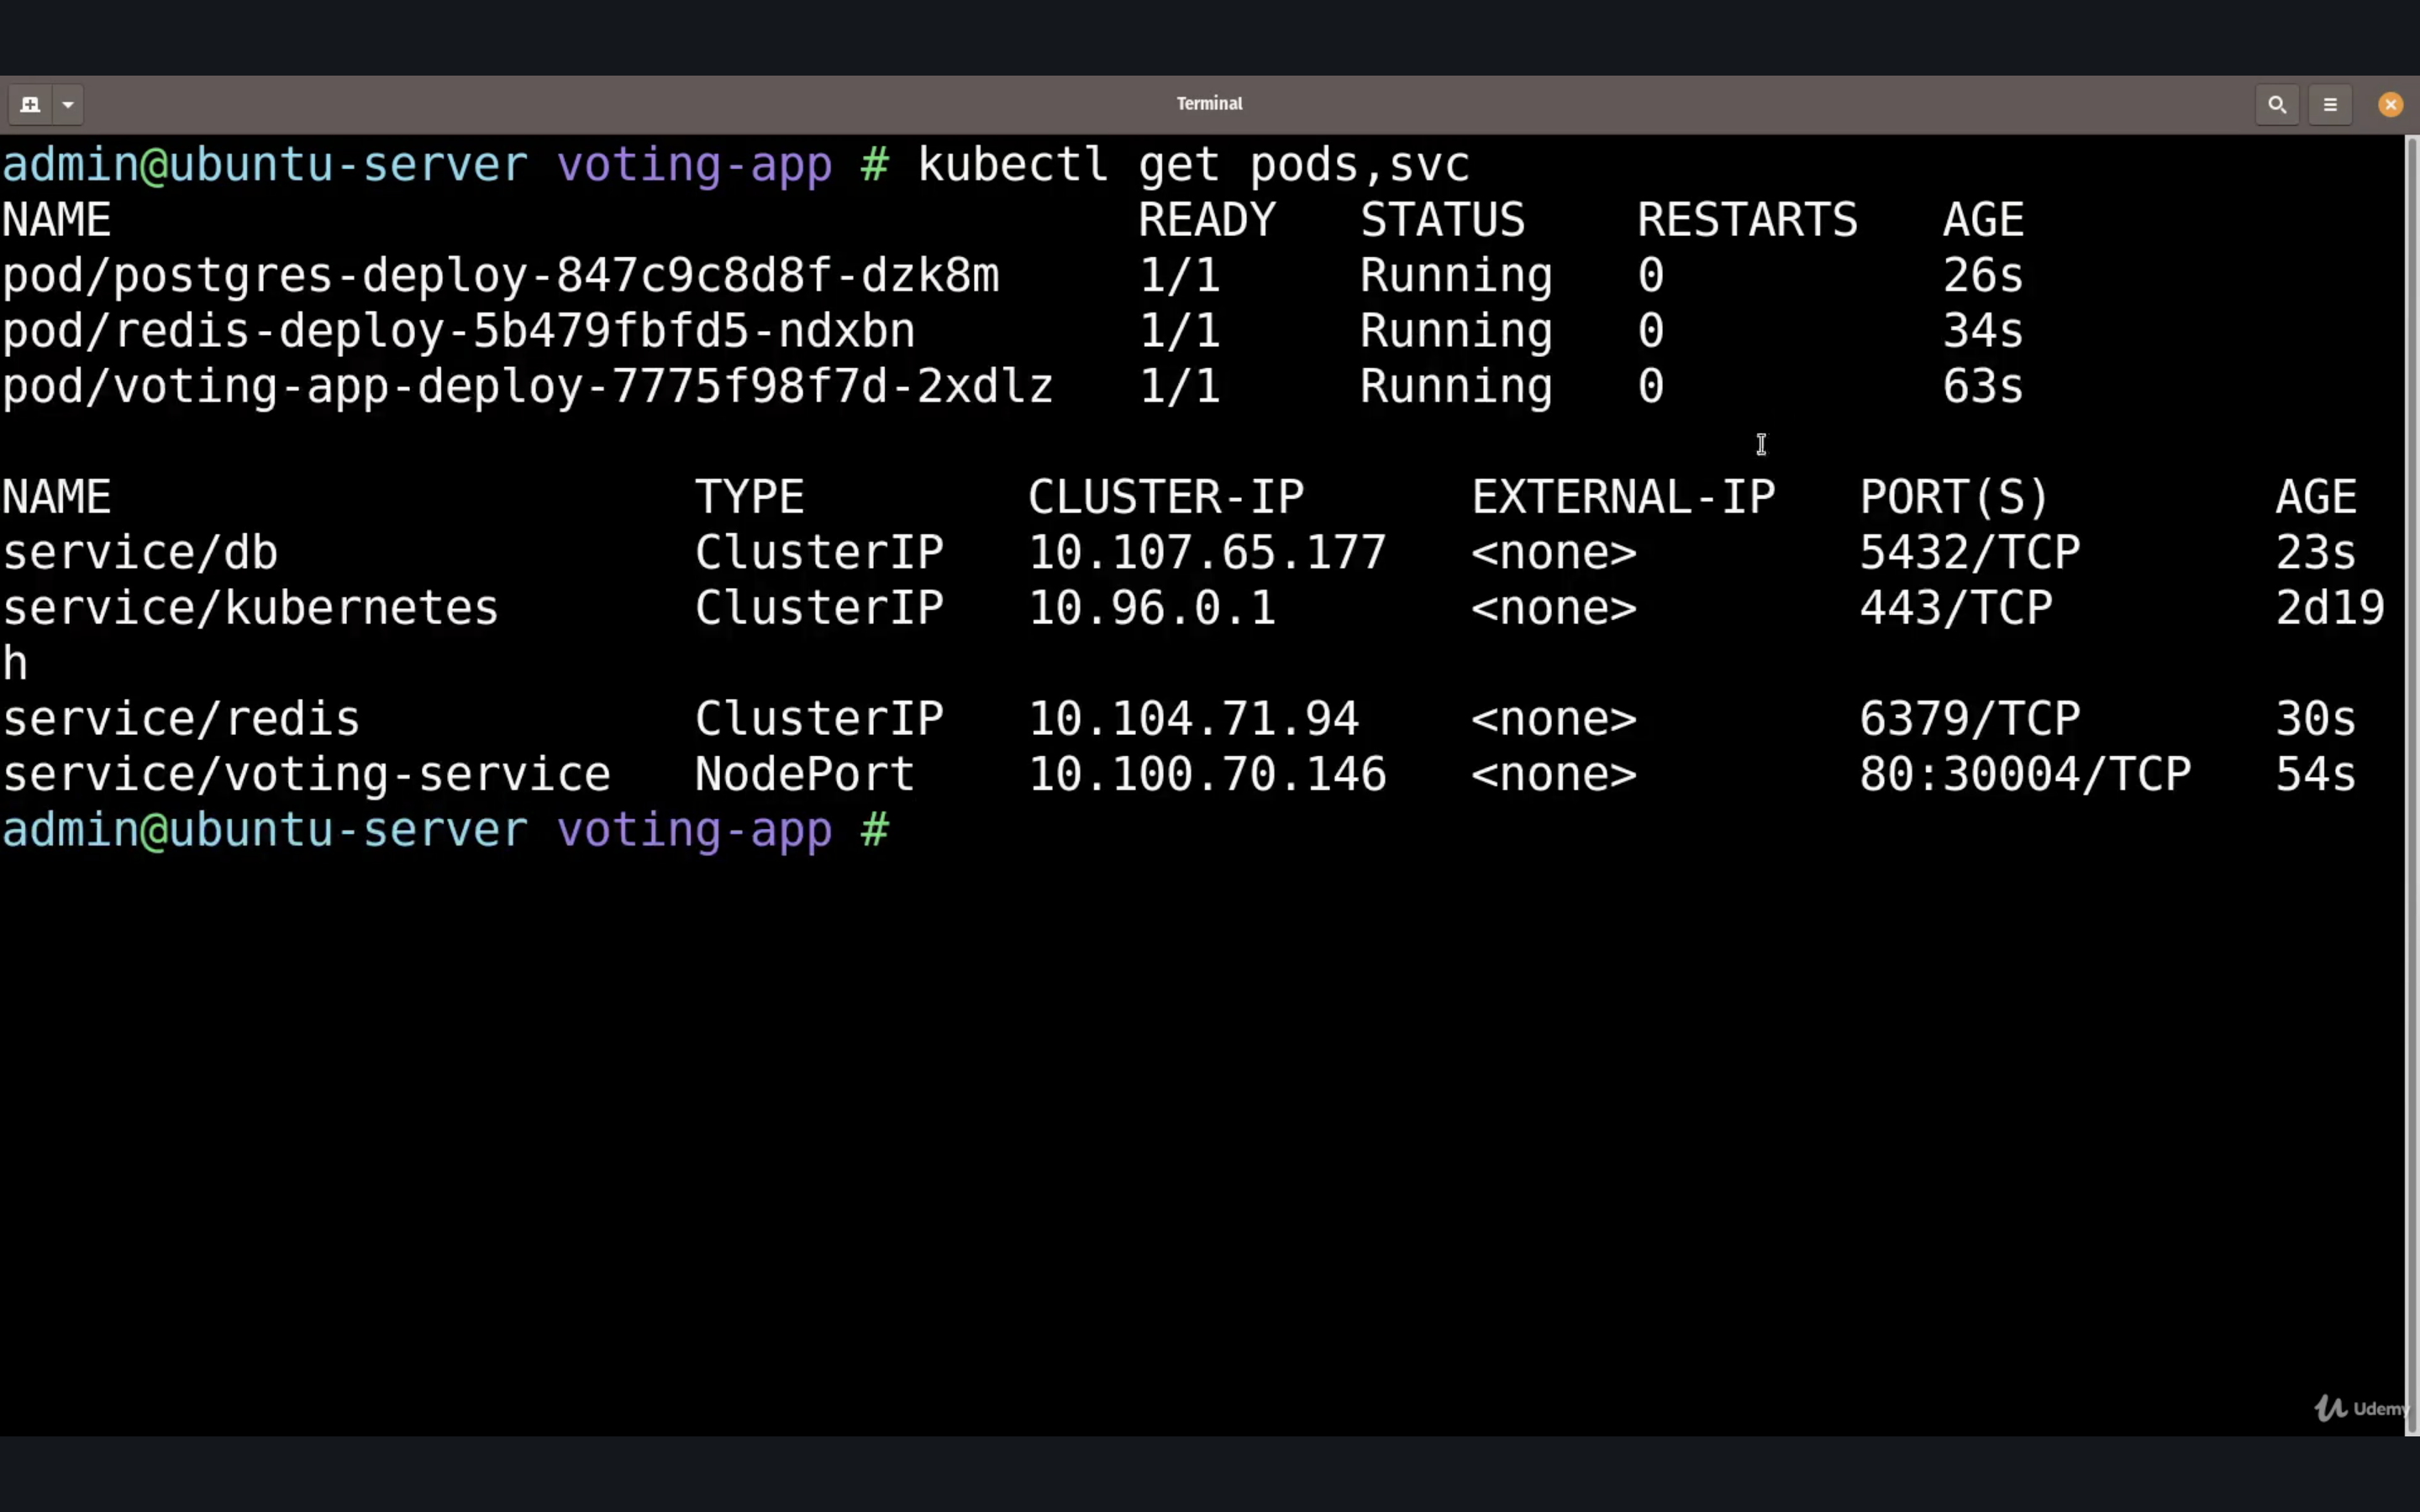 Terminal
admin@ubuntu-server voting-app # kubectl get pods,svc
NAME READY STATUS RESTARTS AGE
pod/postgres-deploy-847c9c8d8f-dzk8m 1/1 Running 0 26s
pod/redis-deploy-5b479fbfd5-ndxbn 1/1 Running 0 34s
pod/voting-app-deploy-7775f98f7d-2xdlz 1/1 Running 0 63s
NAME TYPE CLUSTER-IP EXTERNAL-IP PORT(S) AGE
service/db ClusterIP 10.107.65.177 <none> 5432/TCP 23s
service/kubernetes ClusterIP 10.96.0.1 <none> 443/TCP 2d19
h
service/redis ClusterIP 10.104.71.94 <none> 6379/TCP 30s
service/voting-service NodePort 10.100.70.146 <none> 80:30004/TCP 54s
admin@ubuntu-server voting-app #
Udemy